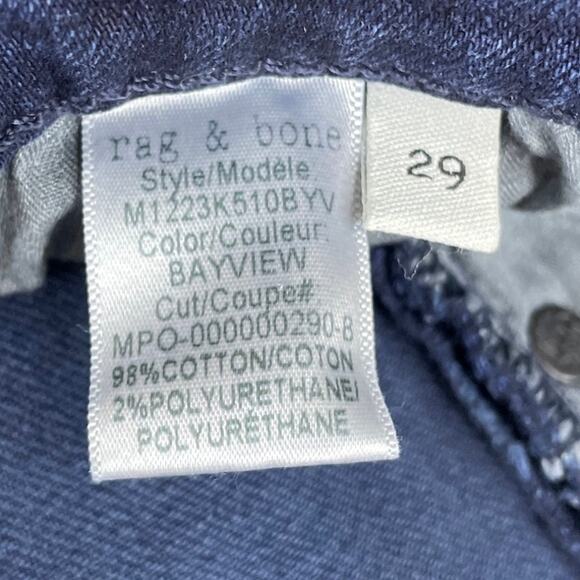 rag & bone
29
Style/Modèle
M1223K510BYV
Color/Couleur:
BAYVIEW
Cut/Coupe#
MPO-000000290-8
98%COTTON/COTON
2%POLYURETHANE/
POLYURÉTHANE